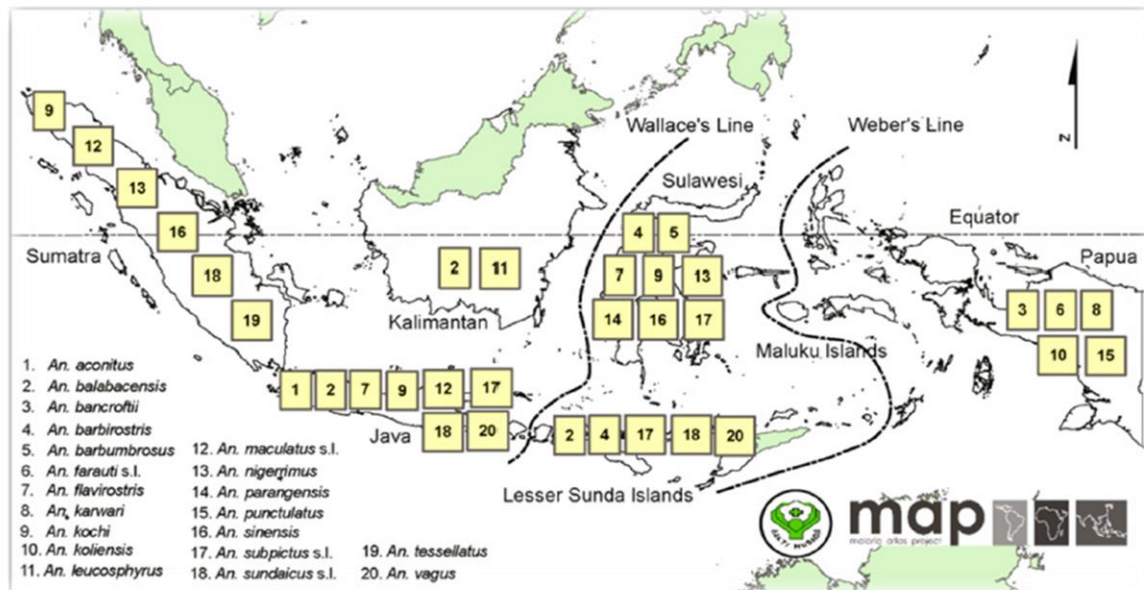 Wallace's Line
Weber's Line
N
Sulawesi
Equator
Sumatra
Papua
Kalimantan
Maluku Islands
Java
Lesser Sunda Islands
9
12
13
16
18
19
2 11
4 5
7 9 13
14 16 17
3 6 8
10 15
1 2 7 9 12 17
18 20
2 4 17 18 20
1. An. aconitus
2. An. balabacensis
3. An. bancroftii
4. An. barbirostris
5. An. barbumbrosus
6. An. farauti s.l.
7. An. flavirostris
8. An. karwari
9. An. kochi
10. An. koliensis
11. An. leucosphyrus
12. An. maculatus s.l.
13. An. nigerrimus
14. An. parangensis
15. An. punctulatus
16. An. sinensis
17. An. subpictus s.l.
18. An. sundaicus s.l.
19. An. tessellatus
20. An. vagus
map
malaria atlas project